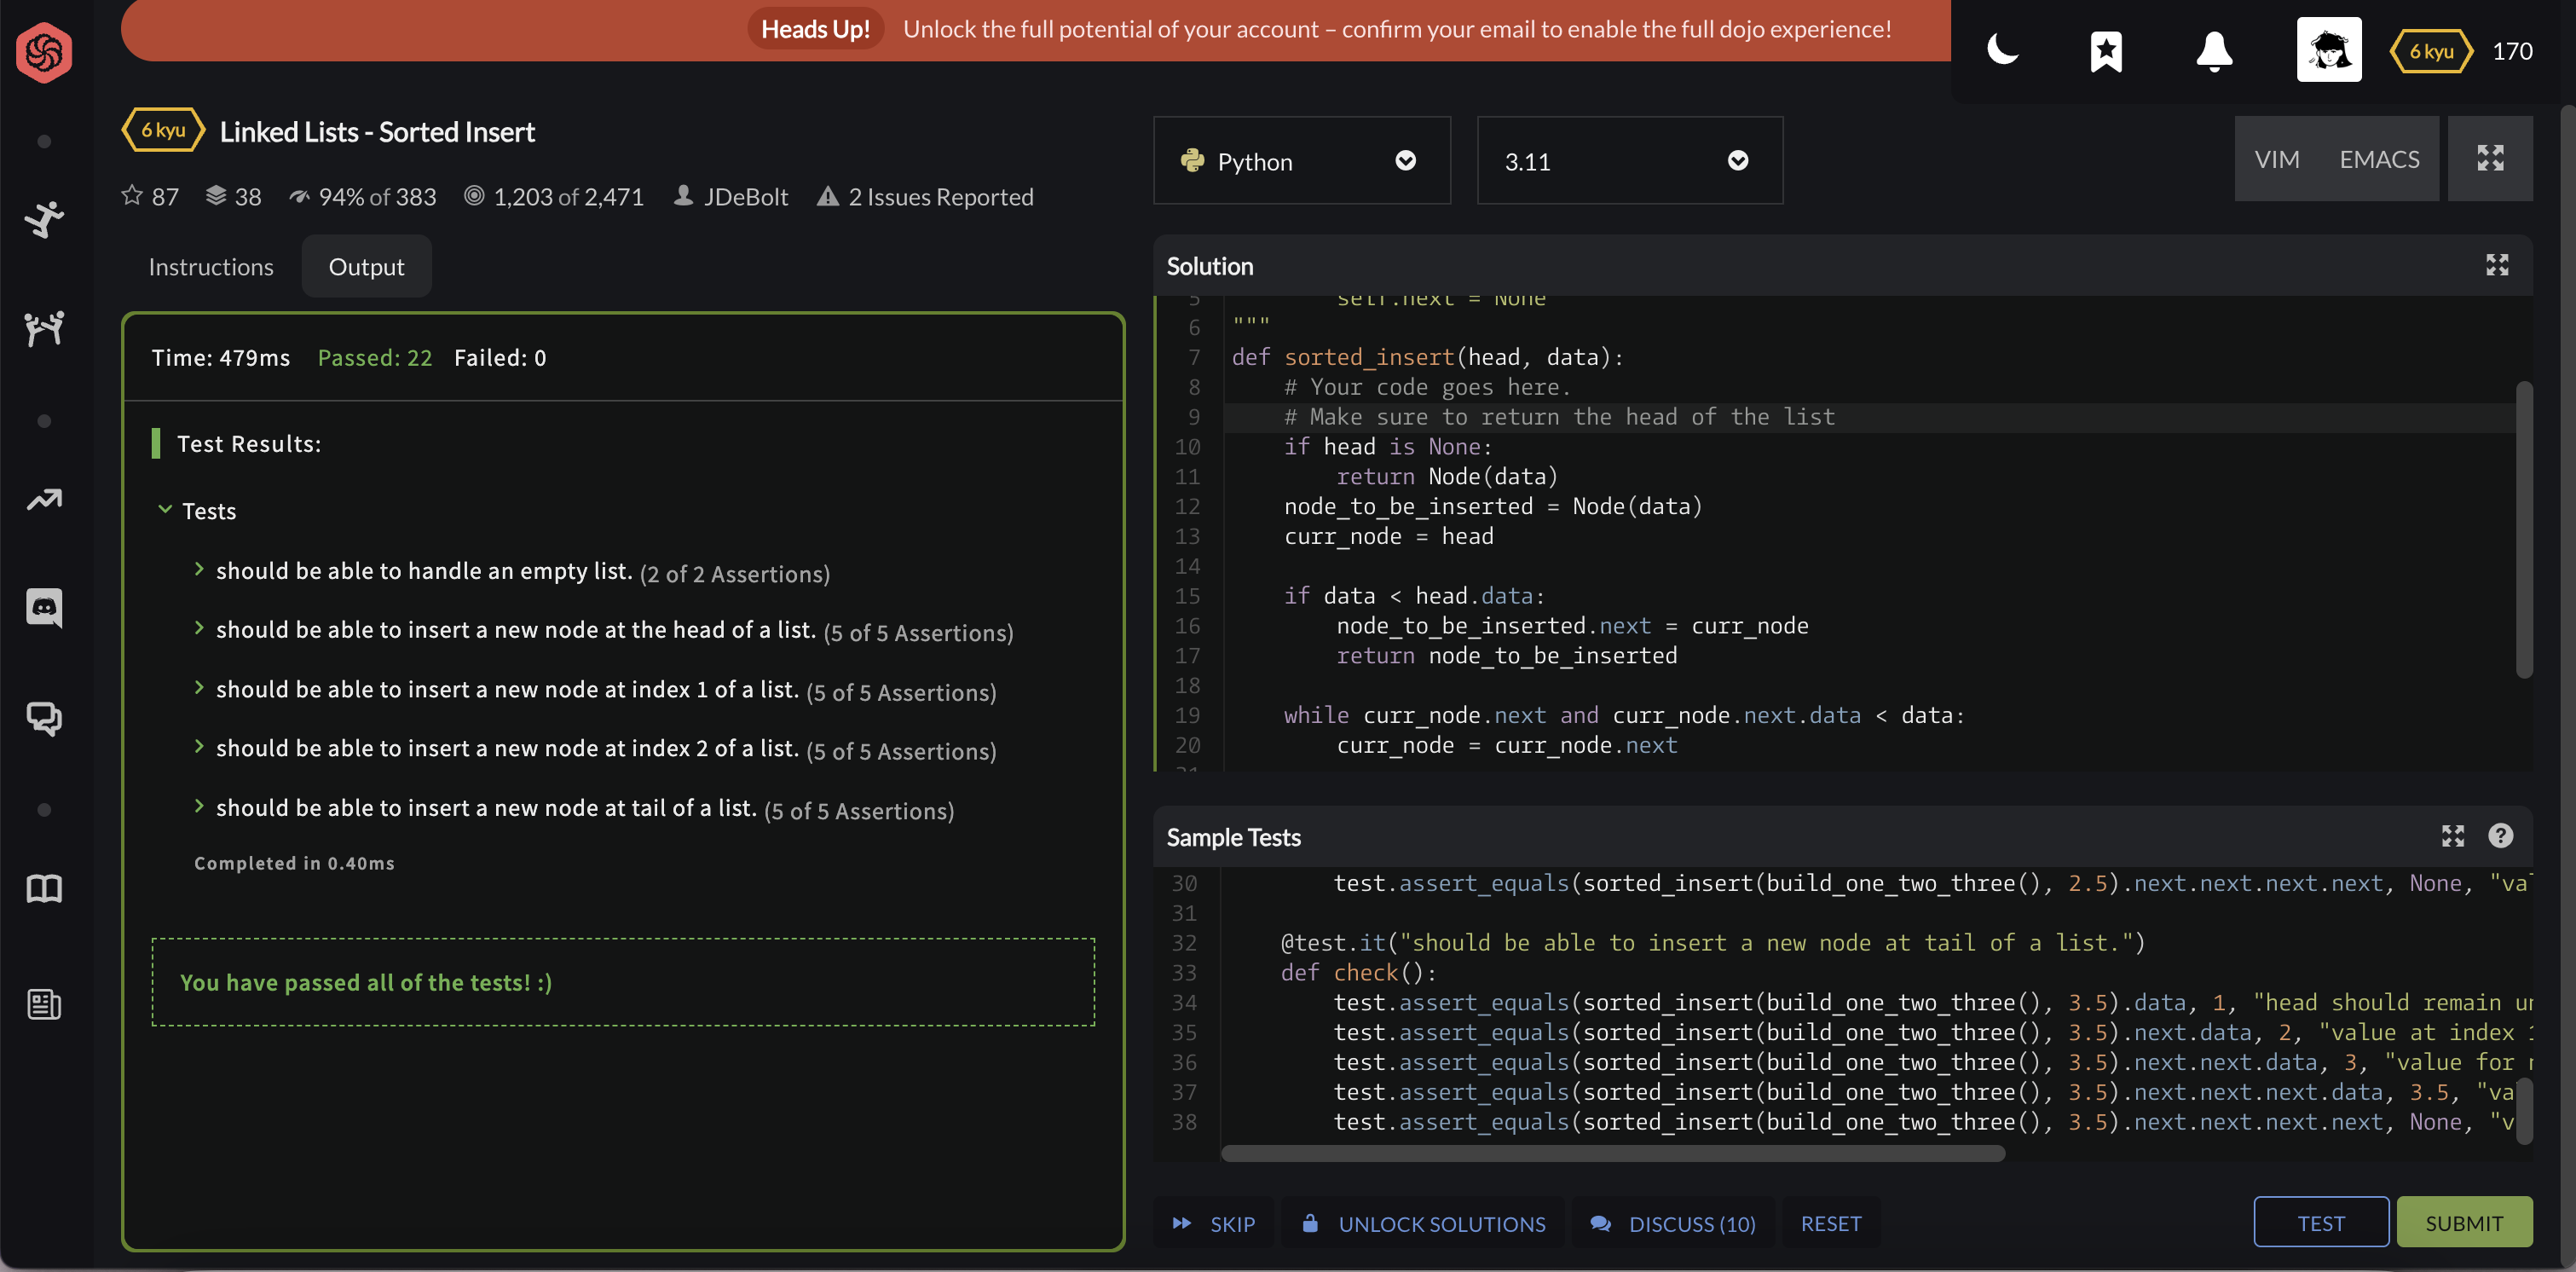 Heads Up! Unlock the full potential of your account – confirm your email to enable the full dojo experience!
6 kyu 170
6 kyu Linked Lists - Sorted Insert
87 38 94% of 383 1,203 of 2,471 JDeBolt 2 Issues Reported
Instructions Output
Time: 479ms Passed: 22 Failed: 0
Test Results:
Tests
should be able to handle an empty list. (2 of 2 Assertions)
should be able to insert a new node at the head of a list. (5 of 5 Assertions)
should be able to insert a new node at index 1 of a list. (5 of 5 Assertions)
should be able to insert a new node at index 2 of a list. (5 of 5 Assertions)
should be able to insert a new node at tail of a list. (5 of 5 Assertions)
Completed in 0.40ms
You have passed all of the tests! :)
Python 3.11 VIM EMACS
Solution
5 self.next = None
6 """
7 def sorted_insert(head, data):
8 # Your code goes here.
9 # Make sure to return the head of the list
10 if head is None:
11 return Node(data)
12 node_to_be_inserted = Node(data)
13 curr_node = head
14
15 if data < head.data:
16 node_to_be_inserted.next = curr_node
17 return node_to_be_inserted
18
19 while curr_node.next and curr_node.next.data < data:
20 curr_node = curr_node.next
21
Sample Tests
30 test.assert_equals(sorted_insert(build_one_two_three(), 2.5).next.next.next.next, None, "val
31
32 @test.it("should be able to insert a new node at tail of a list.")
33 def check():
34 test.assert_equals(sorted_insert(build_one_two_three(), 3.5).data, 1, "head should remain un
35 test.assert_equals(sorted_insert(build_one_two_three(), 3.5).next.data, 2, "value at index 1
36 test.assert_equals(sorted_insert(build_one_two_three(), 3.5).next.next.data, 3, "value for
37 test.assert_equals(sorted_insert(build_one_two_three(), 3.5).next.next.next.data, 3.5, "va
38 test.assert_equals(sorted_insert(build_one_two_three(), 3.5).next.next.next.next, None, "v
SKIP UNLOCK SOLUTIONS DISCUSS (10) RESET TEST SUBMIT